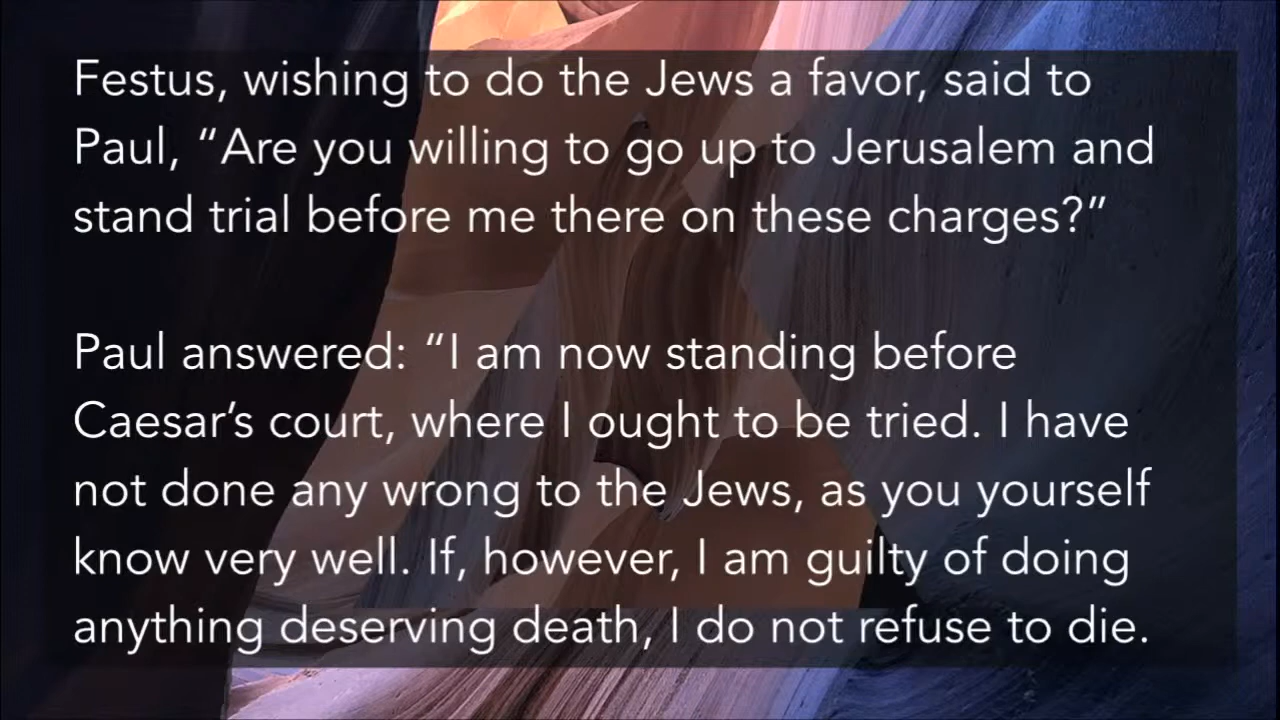 Festus, wishing to do the Jews a favor, said to
Paul, “Are you willing to go up to Jerusalem and
stand trial before me there on these charges?”
Paul answered: “I am now standing before
Caesar’s court, where I ought to be tried. I have
not done any wrong to the Jews, as you yourself
know very well. If, however, I am guilty of doing
anything deserving death, I do not refuse to die.